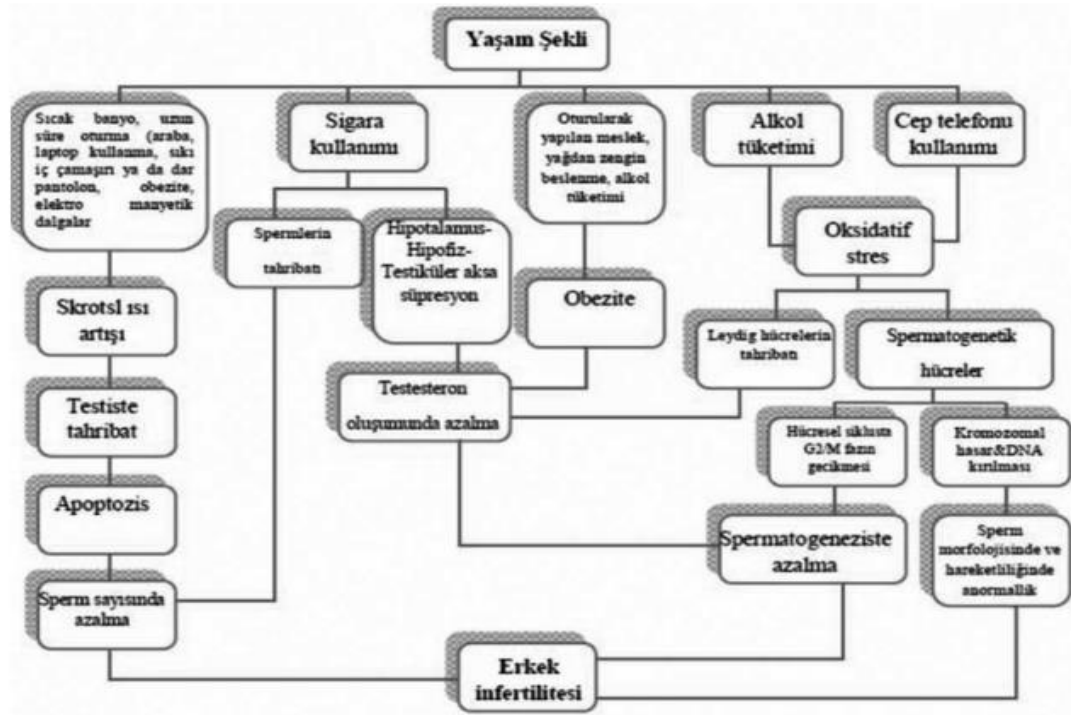 Yaşam Şekli
Sıcak banyo, uzun
süre oturma (araba,
laptop kullanma, sıkı
iç çamaşırı ya da dar
pantolon, obezite,
elektro manyetik
dalgalar
Sigara
kullanımı
Oturularak
yapılan meslek,
yağdan zengin
beslenme, alkol
tüketimi
Alkol
tüketimi
Cep telefonu
kullanımı
Spermlerin
tahribatı
Hipotalamus-
Hipofiz-
Testiküler aksa
süpresyon
Oksidatif
stres
Skrotsl ısı
artışı
Obezite
Leydig hücrelerin
tahribatı
Spermatogenetik
hücreler
Testiste
tahribat
Testesteron
oluşumunda azalma
Hücresel siklusta
G2/M fazın
gecikmesi
Kromozomal
hasar&DNA
kırılması
Apoptozis
Spermatogeneziste
azalma
Sperm
morfolojisinde ve
hareketliliğinde
anormallik
Sperm sayısında
azalma
Erkek
infertilitesi